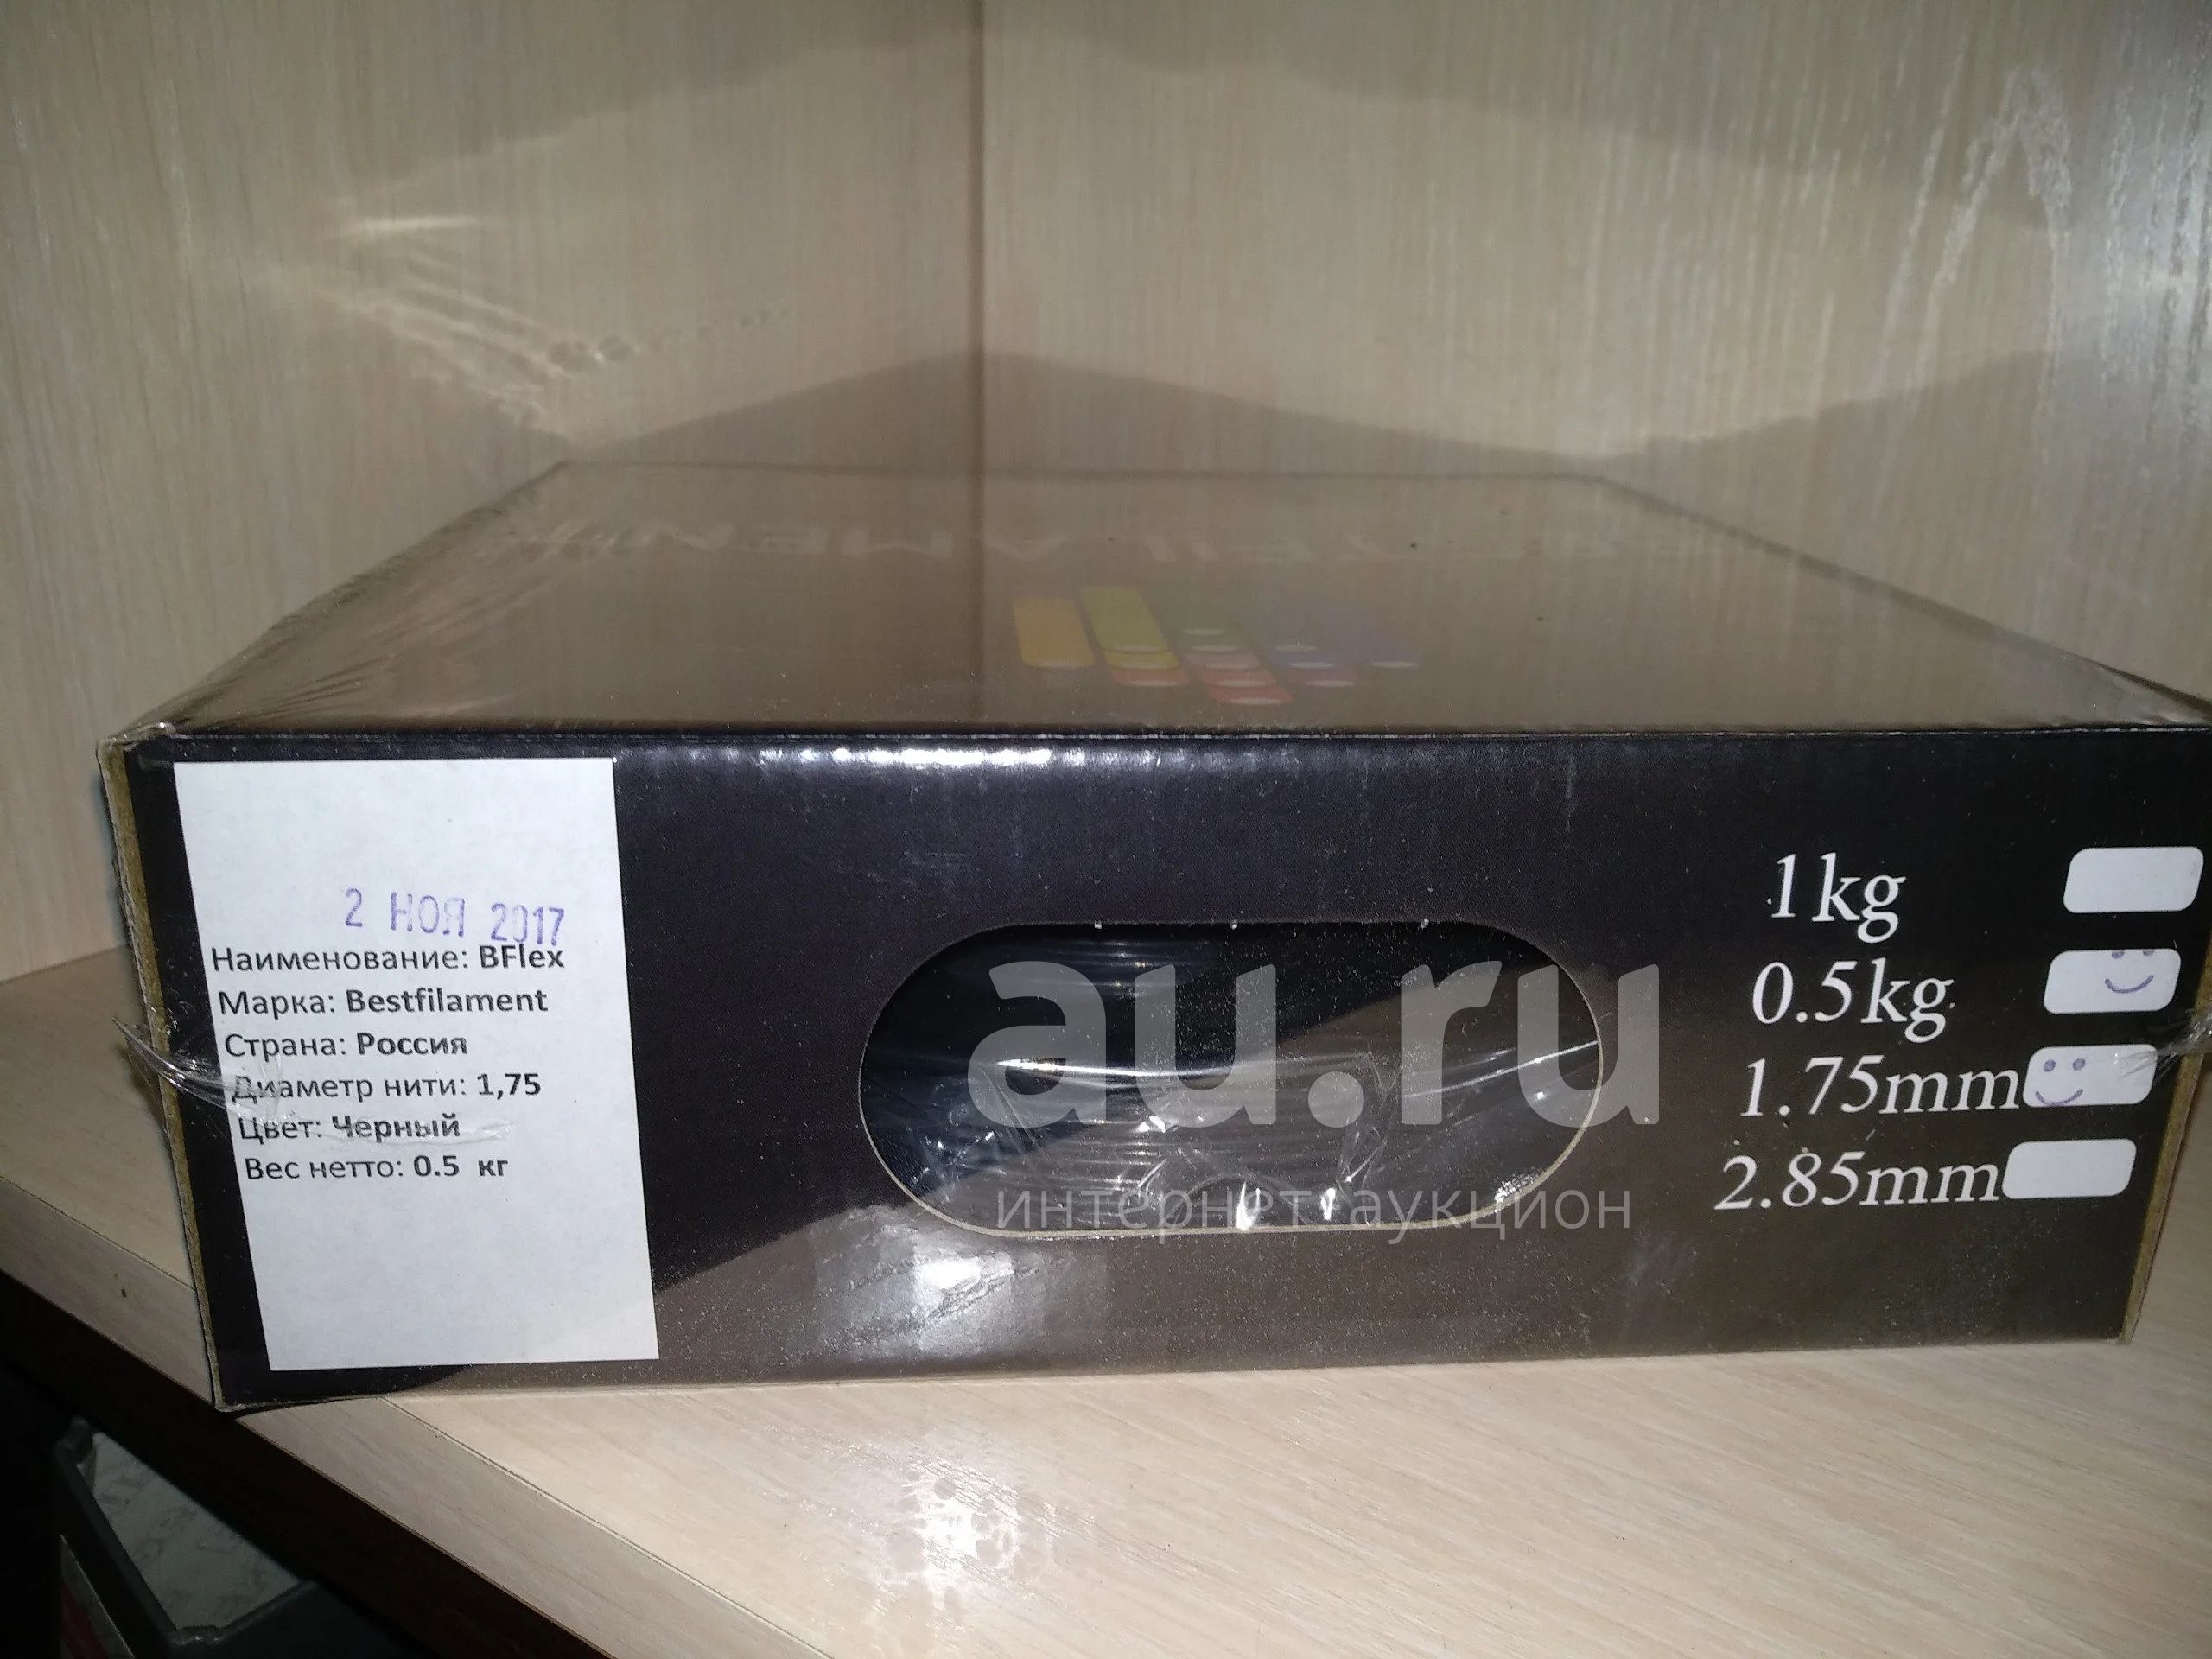 BESTFILAMENT
2 НОЯ 2017
Наименование: BFlex
Марка: Bestfilament
Страна: Россия
Диаметр нити: 1,75
Цвет: Черный
Вес нетто: 0.5 кг
au.ru
интернет-аукцион
1kg
0.5kg
1.75mm
2.85mm